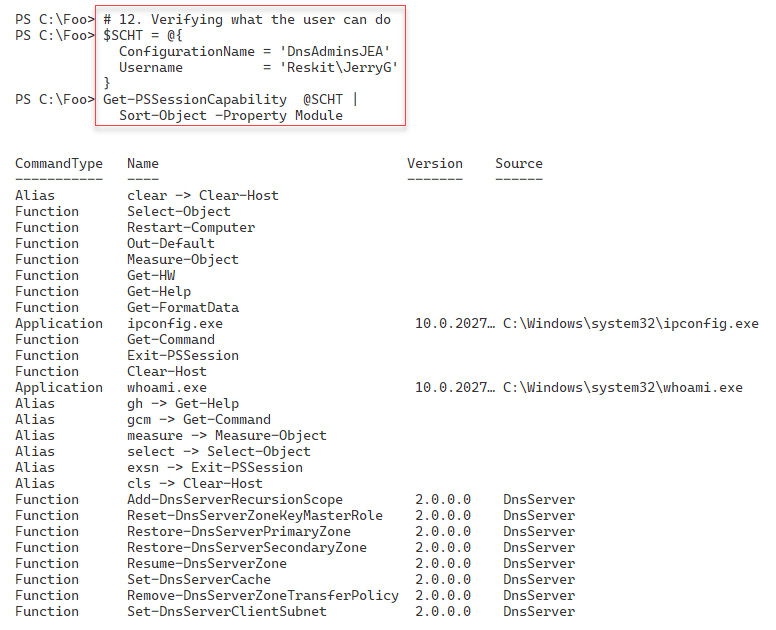 PS C:\Foo> # 12. Verifying what the user can do
PS C:\Foo> $SCHT = @{
  ConfigurationName = 'DnsAdminsJEA'
  Username          = 'Reskit\JerryG'
}
PS C:\Foo> Get-PSSessionCapability  @SCHT |
  Sort-Object -Property Module
CommandType   Name                               Version    Source
-----------   ----                               -------    ------
Alias         clear -> Clear-Host
Function      Select-Object
Function      Restart-Computer
Function      Out-Default
Function      Measure-Object
Function      Get-HW
Function      Get-Help
Function      Get-FormatData
Application   ipconfig.exe                        10.0.2027… C:\Windows\system32\ipconfig.exe
Function      Get-Command
Function      Exit-PSSession
Function      Clear-Host
Application   whoami.exe                          10.0.2027… C:\Windows\system32\whoami.exe
Alias         gh -> Get-Help
Alias         gcm -> Get-Command
Alias         measure -> Measure-Object
Alias         select -> Select-Object
Alias         exsn -> Exit-PSSession
Alias         cls -> Clear-Host
Function      Add-DnsServerRecursionScope         2.0.0.0    DnsServer
Function      Reset-DnsServerZoneKeyMasterRole    2.0.0.0    DnsServer
Function      Restore-DnsServerPrimaryZone        2.0.0.0    DnsServer
Function      Restore-DnsServerSecondaryZone      2.0.0.0    DnsServer
Function      Resume-DnsServerZone                2.0.0.0    DnsServer
Function      Set-DnsServerCache                  2.0.0.0    DnsServer
Function      Remove-DnsServerZoneTransferPolicy  2.0.0.0    DnsServer
Function      Set-DnsServerClientSubnet           2.0.0.0    DnsServer